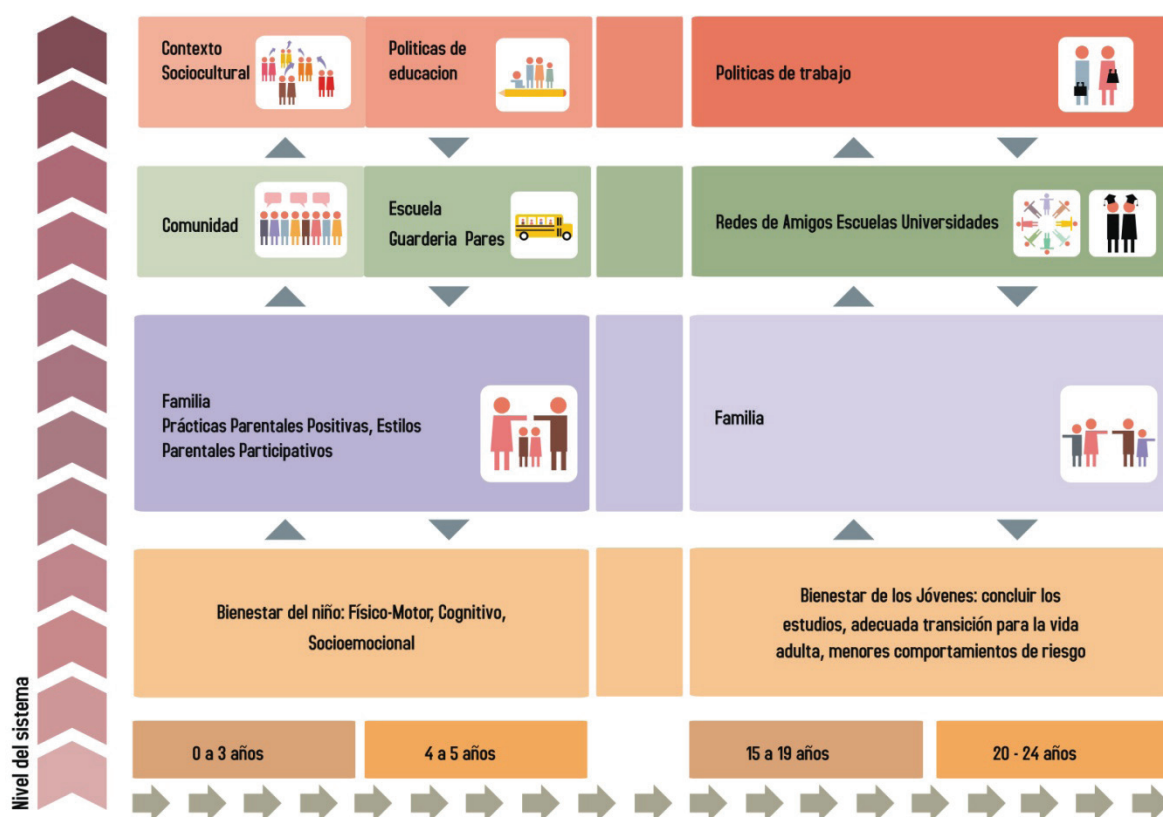 Contexto
Sociocultural
Politicas de
educacion
Politicas de trabajo
Comunidad
Escuela
Guarderia Pares
Redes de Amigos Escuelas Universidades
Familia
Prácticas Parentales Positivas, Estilos
Parentales Participativos
Familia
Bienestar del niño: Físico-Motor, Cognitivo,
Socioemocional
Bienestar de los Jóvenes: concluir los
estudios, adecuada transición para la vida
adulta, menores comportamientos de riesgo
Nivel del sistema
0 a 3 años
4 a 5 años
15 a 19 años
20 - 24 años